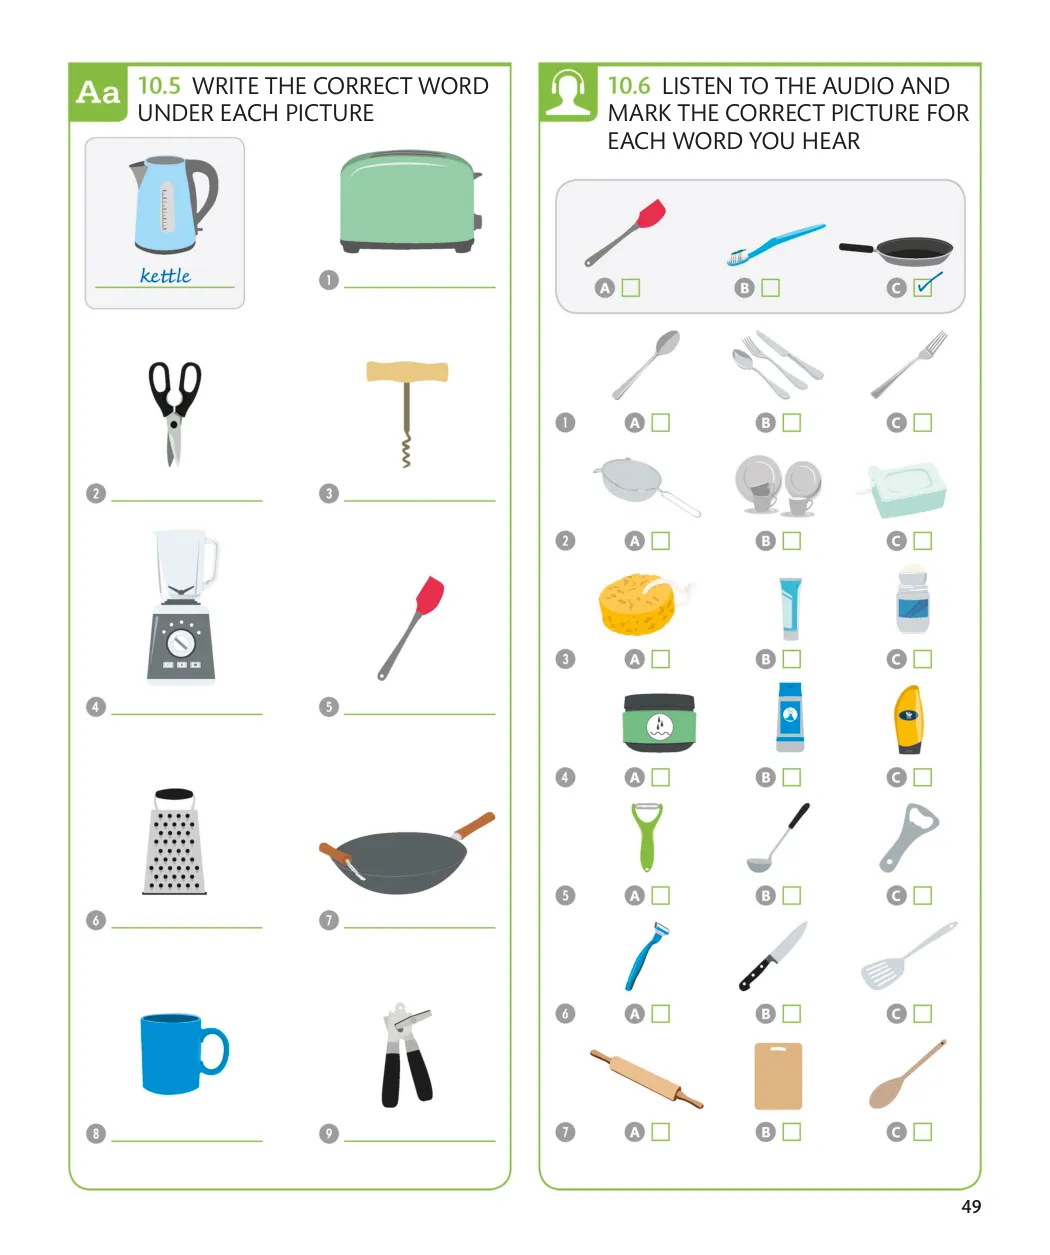 Aa
10.5 WRITE THE CORRECT WORD
UNDER EACH PICTURE
kettle
1
2
3
4
5
6
7
8
9
10.6 LISTEN TO THE AUDIO AND
MARK THE CORRECT PICTURE FOR
EACH WORD YOU HEAR
A B C
1 A B C
2 A B C
3 A B C
4 A B C
5 A B C
6 A B C
7 A B C
49